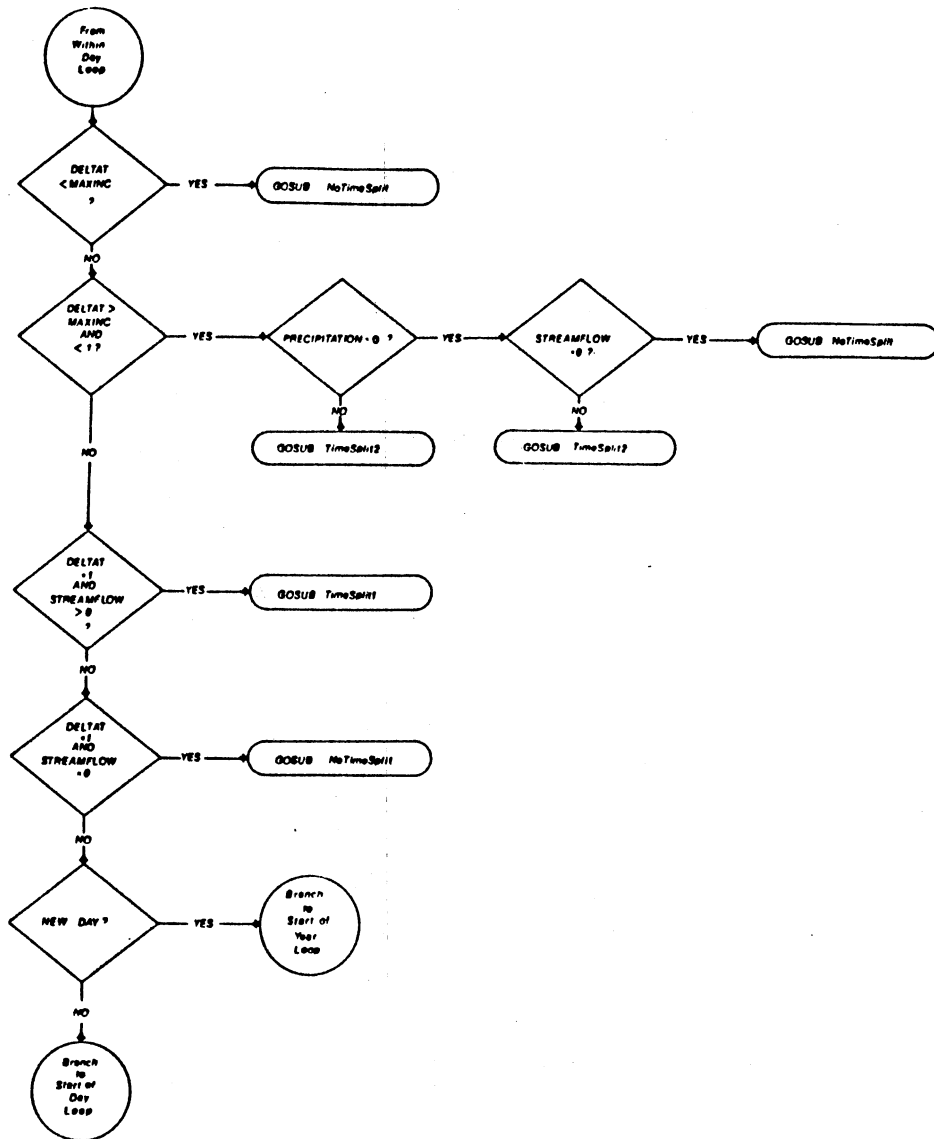 From
Within
Day
Loop
DELTAT
< MAXINC
?
YES
GOSUB NoTimeSplit
NO
DELTAT >
MAXINC
AND
< 1 ?
YES
PRECIPITATION = 0 ?
YES
STREAMFLOW
= 0 ?
YES
GOSUB NoTimeSplit
NO
GOSUB TimeSplit2
NO
GOSUB TimeSplit2
NO
DELTAT
= 1
AND
STREAMFLOW
> 0
?
YES
GOSUB TimeSplit1
NO
DELTAT
= 1
AND
STREAMFLOW
= 0
YES
GOSUB NoTimeSplit
NO
NEW DAY ?
YES
Branch
to
Start of
Year
Loop
NO
Branch
to
Start of
Day
Loop